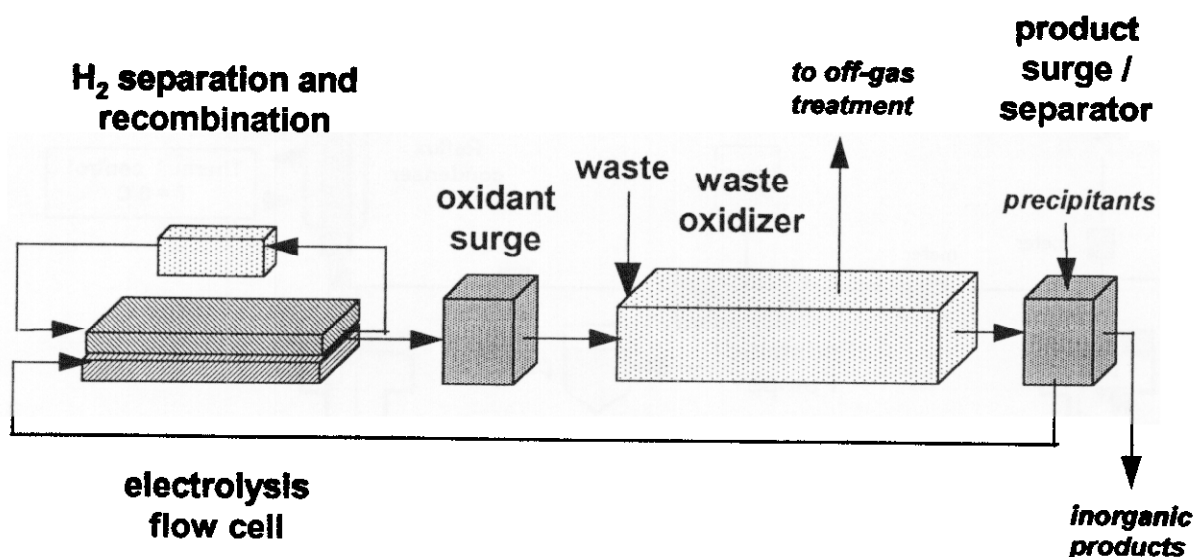 H₂ separation and
recombination
oxidant
surge
waste
waste
oxidizer
to off-gas
treatment
product
surge /
separator
precipitants
electrolysis
flow cell
inorganic
products